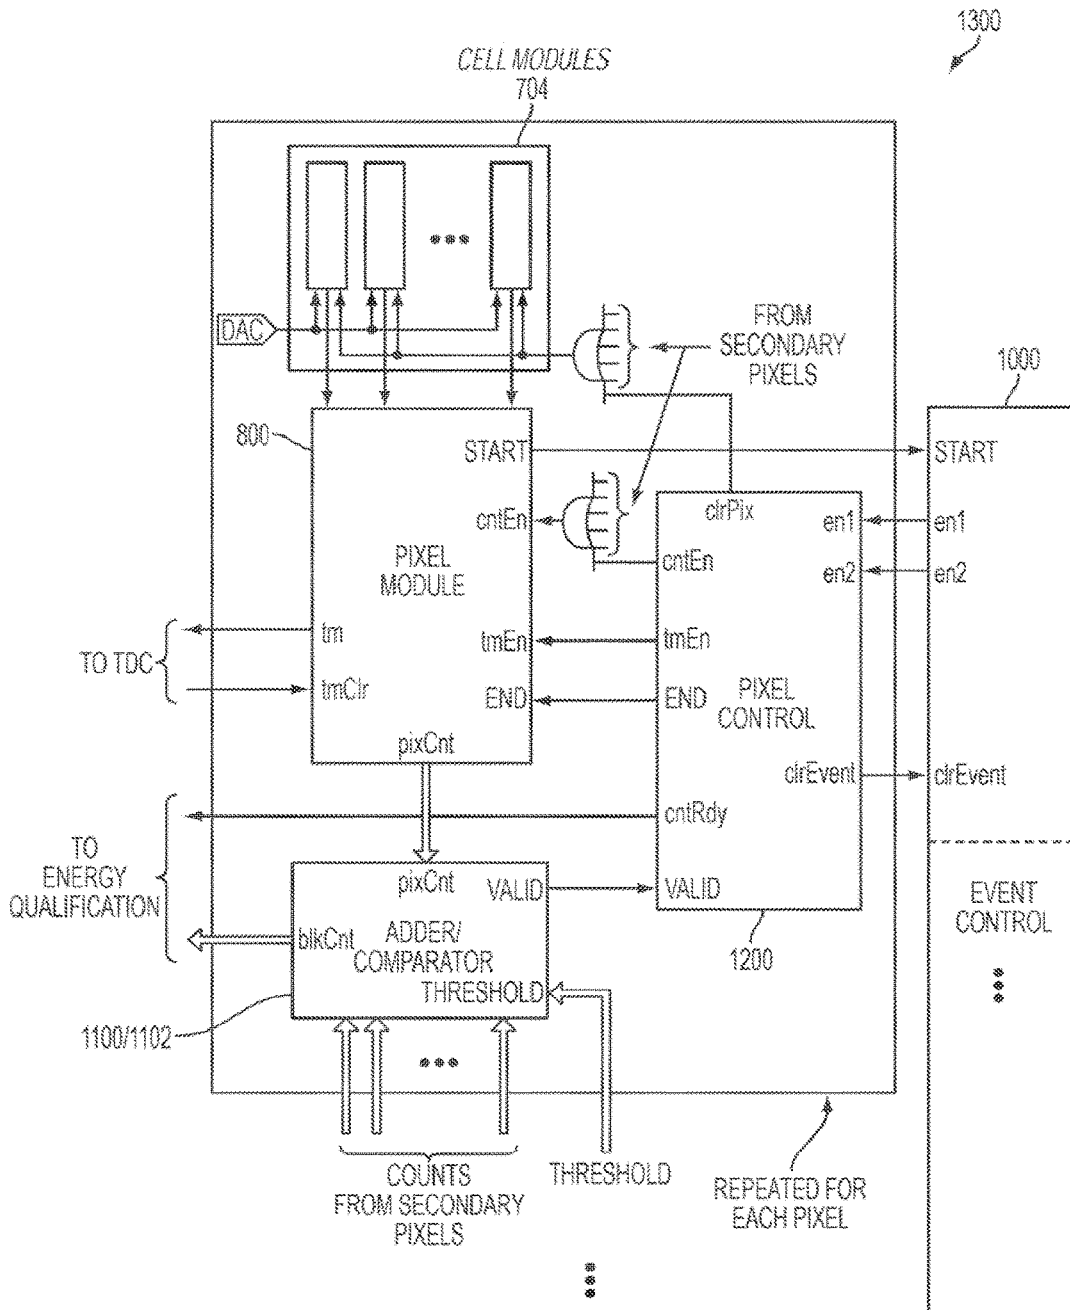 1300
CELL MODULES
704
DAC
FROM
SECONDARY
PIXELS
1000
800
START
START
clrPix
cntEn
en1
en1
PIXEL
MODULE
cntEn
en2
en2
tm
tmEn
tmEn
TO TDC
tmClr
END
END
PIXEL
CONTROL
pixCnt
clrEvent
clrEvent
cntRdy
TO
ENERGY
QUALIFICATION
pixCnt
VALID
VALID
EVENT
CONTROL
blkCnt
ADDER/
COMPARATOR
THRESHOLD
1200
1100/1102
COUNTS
FROM SECONDARY
PIXELS
THRESHOLD
REPEATED FOR
EACH PIXEL